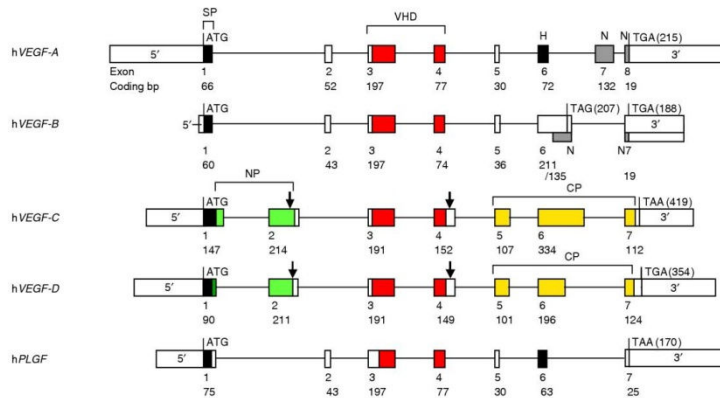 SP
VHD
hVEGF-A 5′ ATG H N N TGA(215) 3′
Exon 1 2 3 4 5 6 7 8
Coding bp 66 52 197 77 30 72 132 19
hVEGF-B 5′ ATG TAG(207) TGA(188) 3′
1 2 3 4 5 6 N N7
60 43 197 74 36 211 /135 19
NP CP
hVEGF-C 5′ ATG TAA(419) 3′
1 2 3 4 5 6 7
147 214 191 152 107 334 112
CP
hVEGF-D 5′ ATG TGA(354) 3′
1 2 3 4 5 6 7
90 211 191 149 101 196 124
hPLGF 5′ ATG TAA(170) 3′
1 2 3 4 5 6 7
75 43 197 77 30 63 25